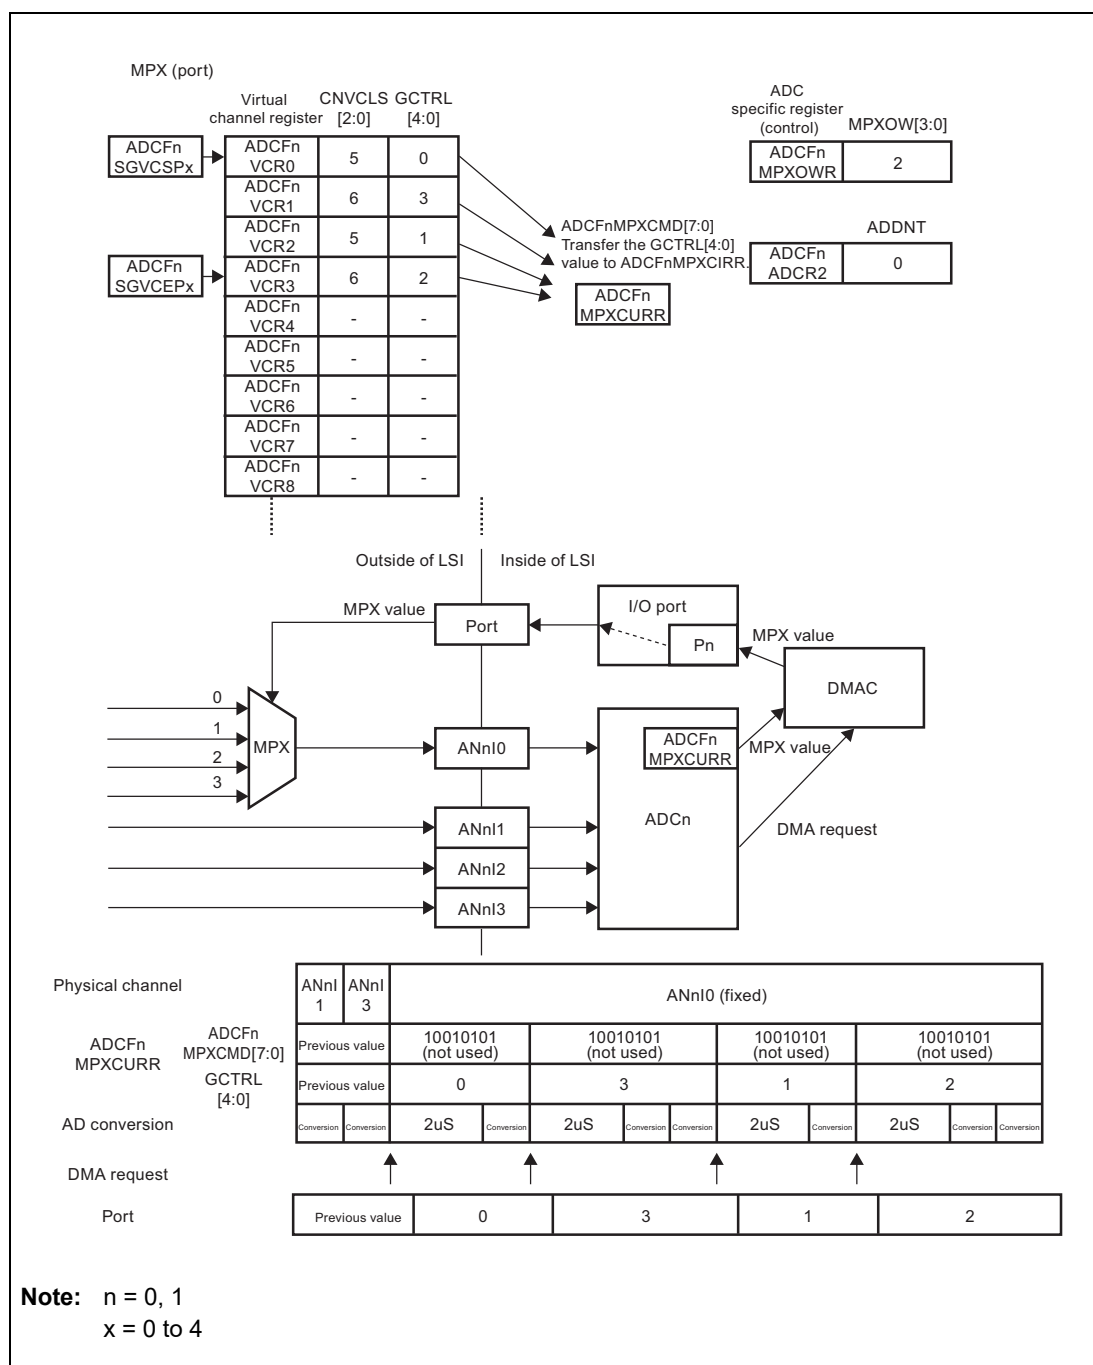 MPX (port)
Virtual
channel register
CNVCLS
[2:0]
GCTRL
[4:0]
ADCFn
SGVCSPx
ADCFn
VCR0
5
0
ADCFn
VCR1
6
3
ADCFn
VCR2
5
1
ADCFn
SGVCEPx
ADCFn
VCR3
6
2
ADCFn
VCR4
-
-
ADCFn
VCR5
-
-
ADCFn
VCR6
-
-
ADCFn
VCR7
-
-
ADCFn
VCR8
-
-
ADC
specific register
(control)
MPXOW[3:0]
ADCFn
MPXOWR
2
ADCFnMPXCMD[7:0]
Transfer the GCTRL[4:0]
value to ADCFnMPXCIRR.
ADCFn
MPXCURR
ADDNT
ADCFn
ADCR2
0
Outside of LSI
Inside of LSI
MPX value
Port
I/O port
Pn
MPX value
DMAC
0
1
2
3
MPX
ANnI0
ADCFn
MPXCURR
MPX value
ANnI1
ADCn
DMA request
ANnI2
ANnI3
Physical channel
ANnI
1
ANnI
3
ANnI0 (fixed)
ADCFn
MPXCURR
ADCFn
MPXCMD[7:0]
Previous value
10010101
(not used)
10010101
(not used)
10010101
(not used)
10010101
(not used)
GCTRL
[4:0]
Previous value
0
3
1
2
AD conversion
Conversion
Conversion
2uS
Conversion
2uS
Conversion
Conversion
2uS
Conversion
2uS
Conversion
Conversion
DMA request
Port
Previous value
0
3
1
2
Note: n = 0, 1
x = 0 to 4